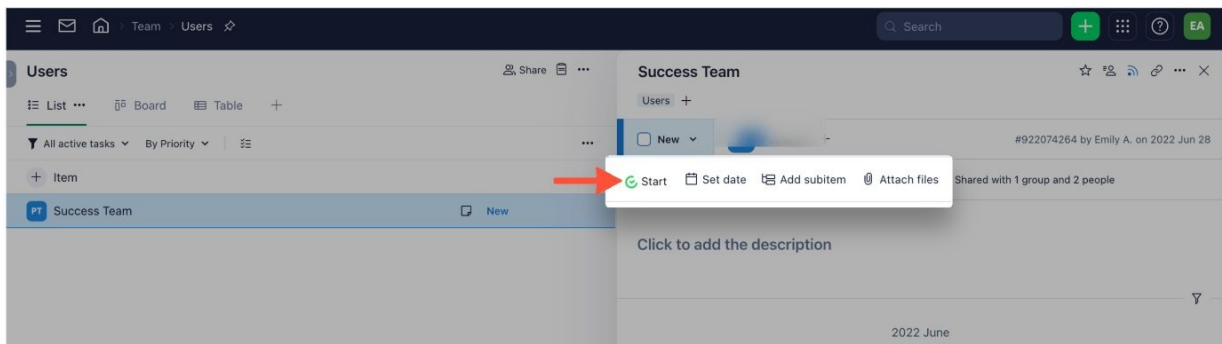 Team > Users
Search
EA
Users
Share
List
Board
Table
All active tasks
By Priority
Item
PT Success Team
New
Success Team
Users
New
#922074264 by Emily A. on 2022 Jun 28
Start Set date Add subitem Attach files Shared with 1 group and 2 people
Click to add the description
2022 June